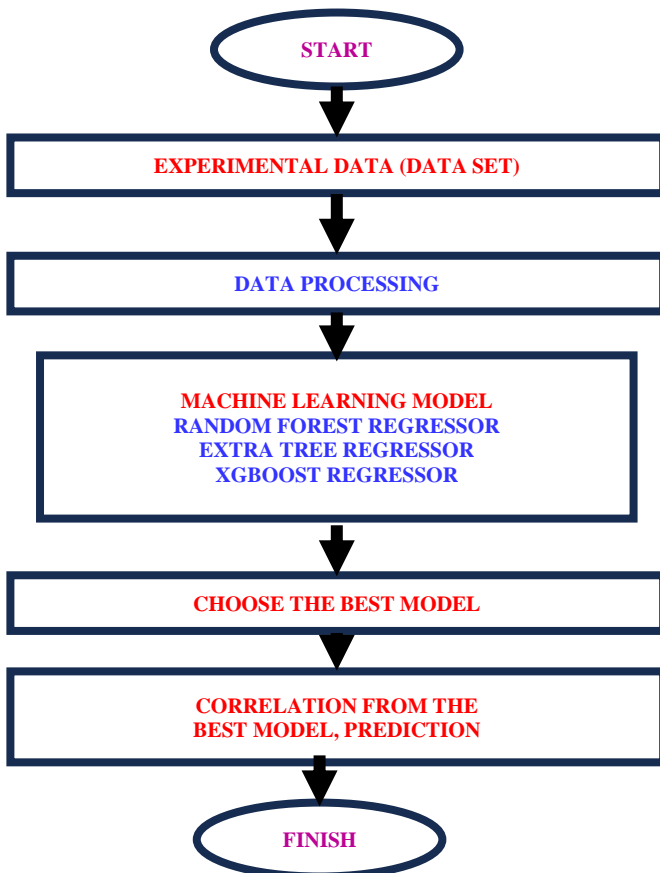 START
EXPERIMENTAL DATA (DATA SET)
DATA PROCESSING
MACHINE LEARNING MODEL
RANDOM FOREST REGRESSOR
EXTRA TREE REGRESSOR
XGBOOST REGRESSOR
CHOOSE THE BEST MODEL
CORRELATION FROM THE
BEST MODEL, PREDICTION
FINISH